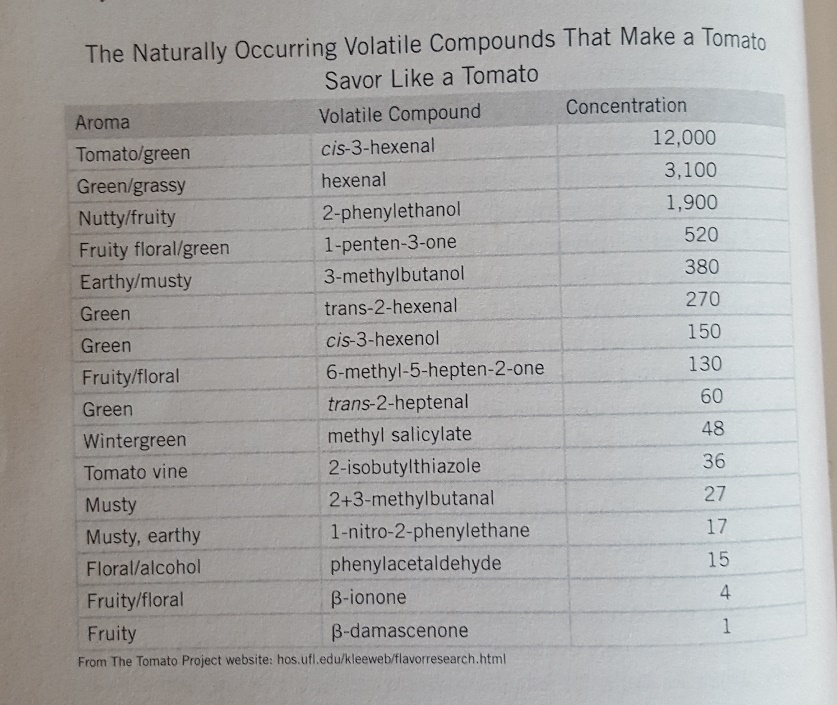 The Naturally Occurring Volatile Compounds That Make a Tomato
Savor Like a Tomato
Aroma Volatile Compound Concentration
Tomato/green cis-3-hexenal 12,000
Green/grassy hexenal 3,100
Nutty/fruity 2-phenylethanol 1,900
Fruity floral/green 1-penten-3-one 520
Earthy/musty 3-methylbutanol 380
Green trans-2-hexenal 270
Green cis-3-hexenol 150
Fruity/floral 6-methyl-5-hepten-2-one 130
Green trans-2-heptenal 60
Wintergreen methyl salicylate 48
Tomato vine 2-isobutylthiazole 36
Musty 2+3-methylbutanal 27
Musty, earthy 1-nitro-2-phenylethane 17
Floral/alcohol phenylacetaldehyde 15
Fruity/floral β-ionone 4
Fruity β-damascenone 1
From The Tomato Project website: hos.ufl.edu/kleeweb/flavorresearch.html